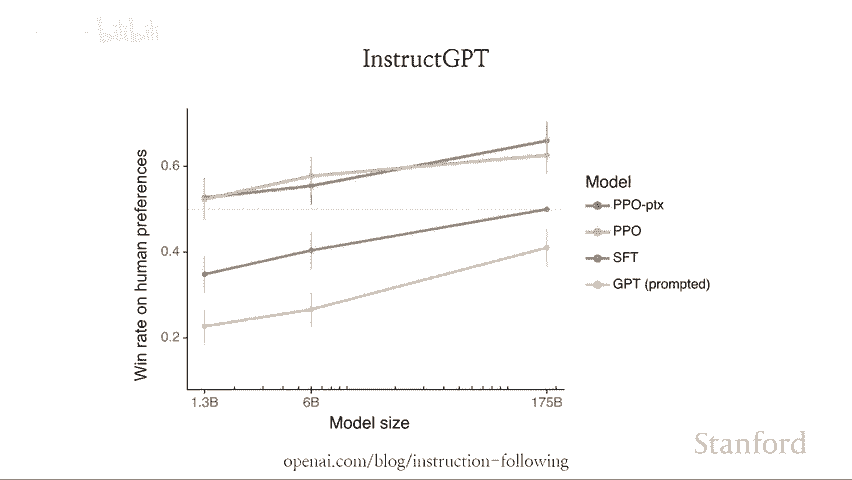 InstructGPT
Win rate on human preferences
0.6
0.4
0.2
1.3B
6B
175B
Model size
Model
PPO-ptx
PPO
SFT
GPT (prompted)
openai.com/blog/instruction-following
Stanford